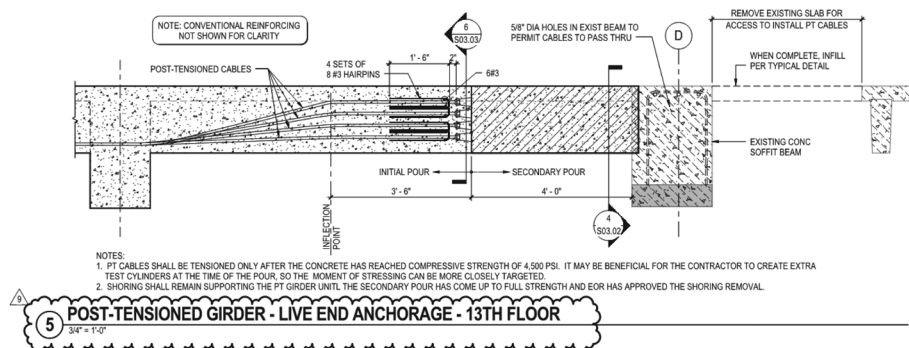 NOTE: CONVENTIONAL REINFORCING
NOT SHOWN FOR CLARITY
6
S03.03
5/8" DIA HOLES IN EXIST BEAM TO
PERMIT CABLES TO PASS THRU
D
REMOVE EXISTING SLAB FOR
ACCESS TO INSTALL PT CABLES
POST-TENSIONED CABLES
4 SETS OF
8 #3 HAIRPINS
1' - 6"
2"
6#3
WHEN COMPLETE, INFILL
PER TYPICAL DETAIL
EXISTING CONC
SOFFIT BEAM
INITIAL POUR
SECONDARY POUR
3' - 6"
4' - 0"
INFLECTION
POINT
4
S03.02
NOTES:
1. PT CABLES SHALL BE TENSIONED ONLY AFTER THE CONCRETE HAS REACHED COMPRESSIVE STRENGTH OF 4,500 PSI. IT MAY BE BENEFICIAL FOR THE CONTRACTOR TO CREATE EXTRA
TEST CYLINDERS AT THE TIME OF THE POUR, SO THE MOMENT OF STRESSING CAN BE MORE CLOSELY TARGETED.
2. SHORING SHALL REMAIN SUPPORTING THE PT GIRDER UNITL THE SECONDARY POUR HAS COME UP TO FULL STRENGTH AND EOR HAS APPROVED THE SHORING REMOVAL.
9
5
POST-TENSIONED GIRDER - LIVE END ANCHORAGE - 13TH FLOOR
3/4" = 1'-0"